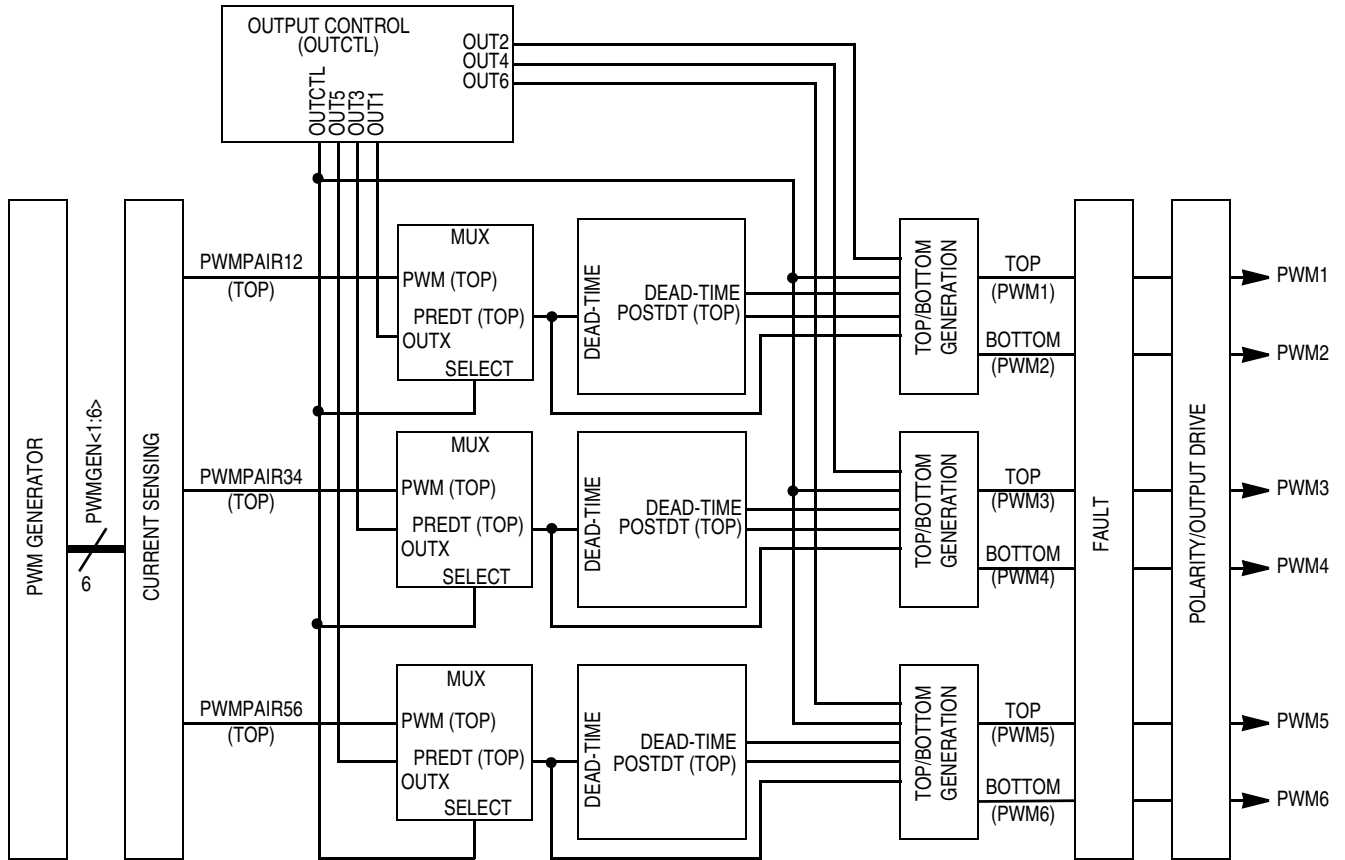 OUTPUT CONTROL
(OUTCTL)
OUT2
OUT4
OUT6
OUTCTL
OUT5
OUT3
OUT1
PWM GENERATOR
PWMGEN<1:6>
6
CURRENT SENSING
PWMPAIR12
(TOP)
MUX
PWM (TOP)
PREDT (TOP)
OUTX
SELECT
DEAD-TIME
DEAD-TIME
POSTDT (TOP)
TOP/BOTTOM
GENERATION
TOP
(PWM1)
BOTTOM
(PWM2)
PWMPAIR34
(TOP)
MUX
PWM (TOP)
PREDT (TOP)
OUTX
SELECT
DEAD-TIME
DEAD-TIME
POSTDT (TOP)
TOP/BOTTOM
GENERATION
TOP
(PWM3)
BOTTOM
(PWM4)
PWMPAIR56
(TOP)
MUX
PWM (TOP)
PREDT (TOP)
OUTX
SELECT
DEAD-TIME
DEAD-TIME
POSTDT (TOP)
TOP/BOTTOM
GENERATION
TOP
(PWM5)
BOTTOM
(PWM6)
FAULT
POLARITY/OUTPUT DRIVE
PWM1
PWM2
PWM3
PWM4
PWM5
PWM6